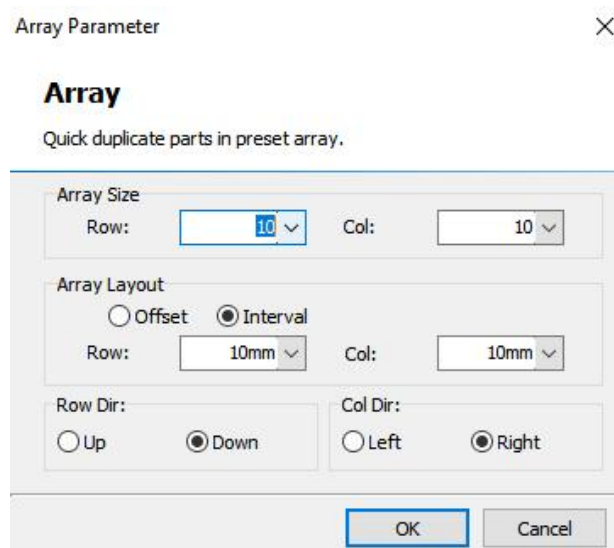 Array Parameter
Array
Quick duplicate parts in preset array.
Array Size
Row: 10 Col: 10
Array Layout
Offset Interval
Row: 10mm Col: 10mm
Row Dir: Col Dir:
Up Down Left Right
OK Cancel